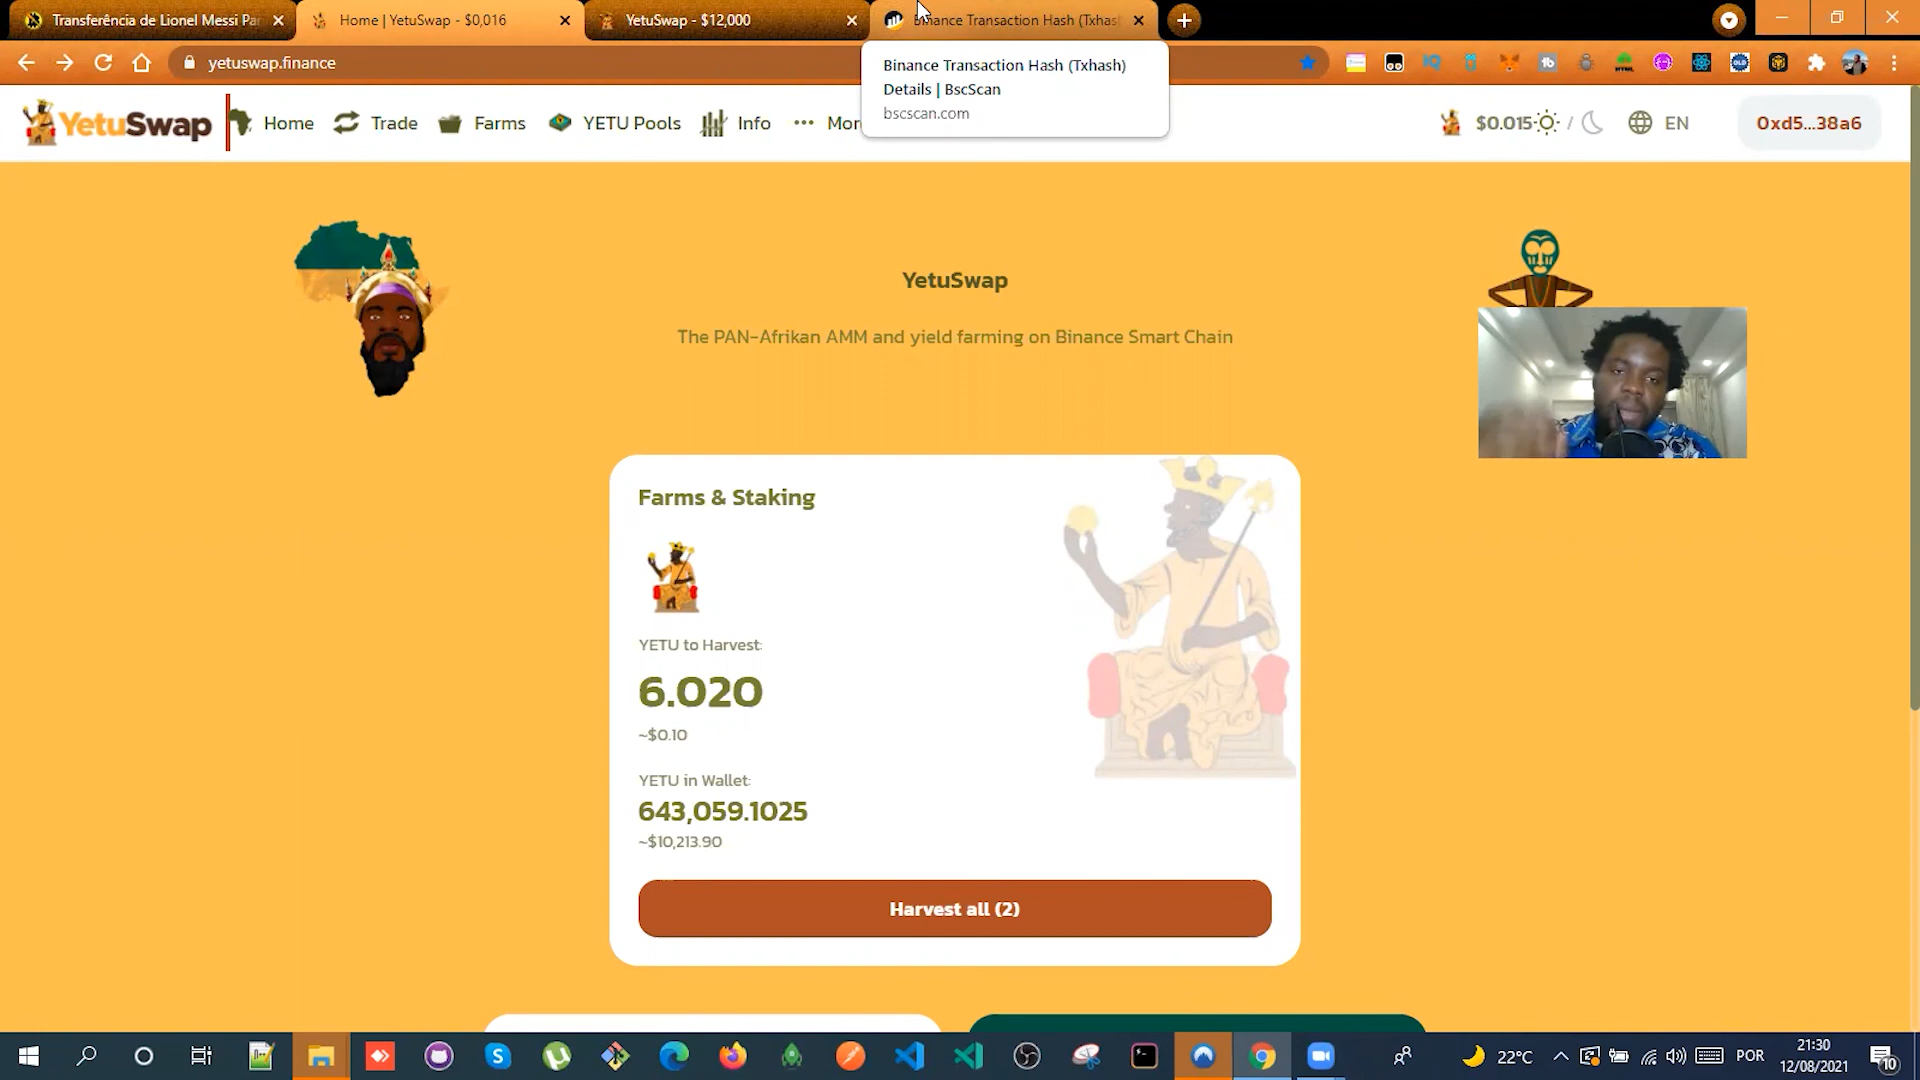 Transferência de Lionel Messi Par
Home | YetuSwap - $0,016
YetuSwap - $12,000
Binance Transaction Hash (Txhas
yetuswap.finance
Binance Transaction Hash (Txhash)
Details | BscScan
bscscan.com
YetuSwap
Home
Trade
Farms
YETU Pools
Info
Mor
$0.015
/
EN
0xd5...38a6
YetuSwap
The PAN-Afrikan AMM and yield farming on Binance Smart Chain
Farms & Staking
YETU to Harvest:
6.020
~$0.10
YETU in Wallet:
643,059.1025
~$10,213.90
Harvest all (2)
22°C
POR
21:30
12/08/2021
10